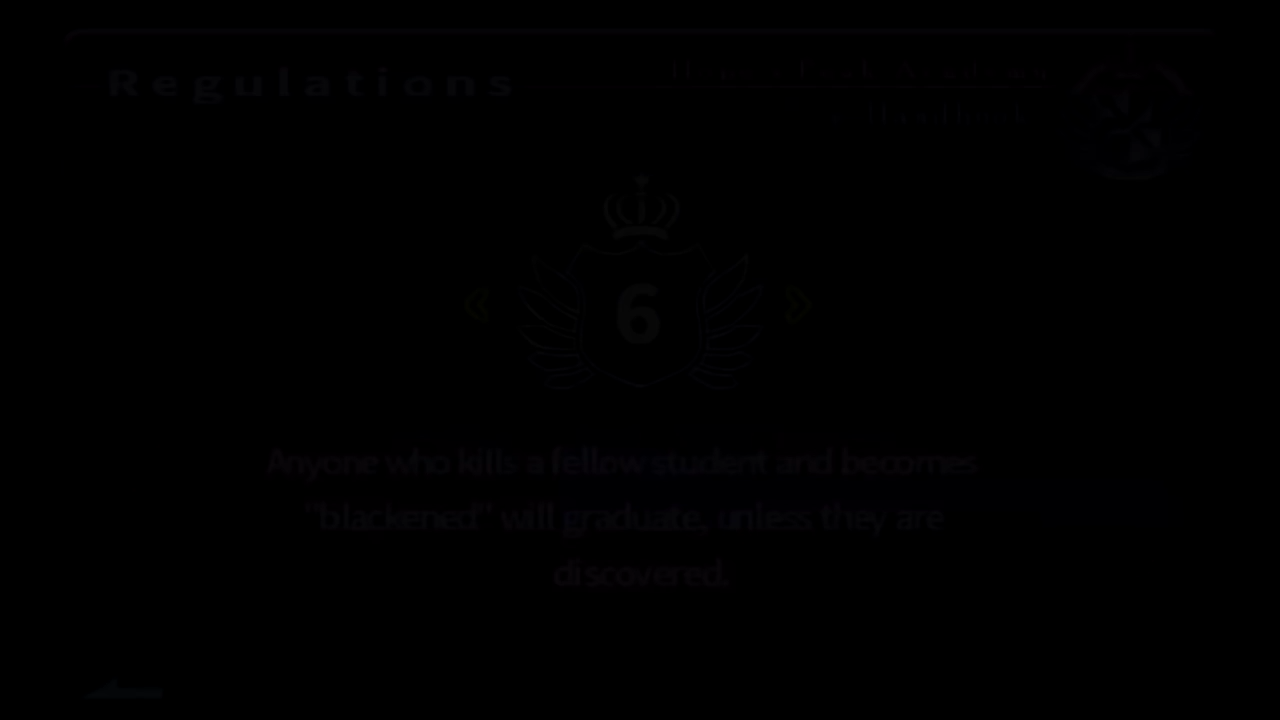 Regulations
6
Anyone who kills a fellow student and becomes
"blackened" will graduate, unless they are
discovered.